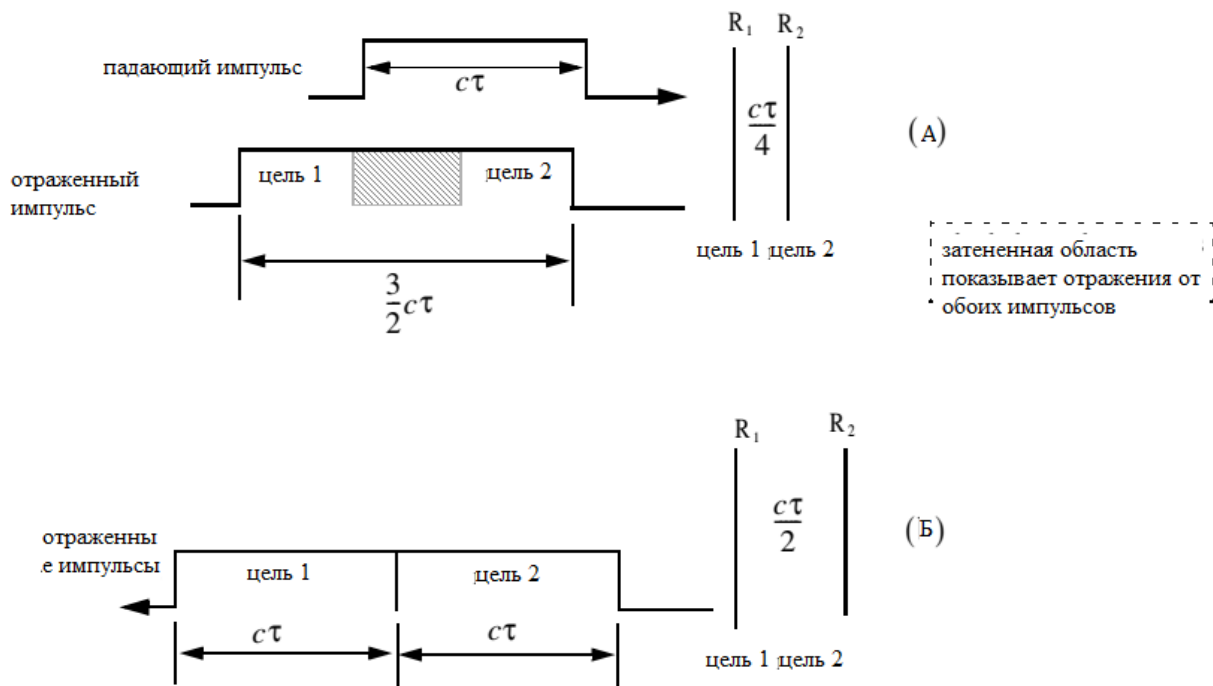 R₁ R₂
падающий импульс
cτ
cτ/4
(А)
отраженный
импульс
цель 1
цель 2
3/2 cτ
цель 1 цель 2
затененная область
показывает отражения от
обоих импульсов
R₁ R₂
cτ/2
(Б)
отраженны
.е импульсы
цель 1
цель 2
cτ
cτ
цель 1 цель 2